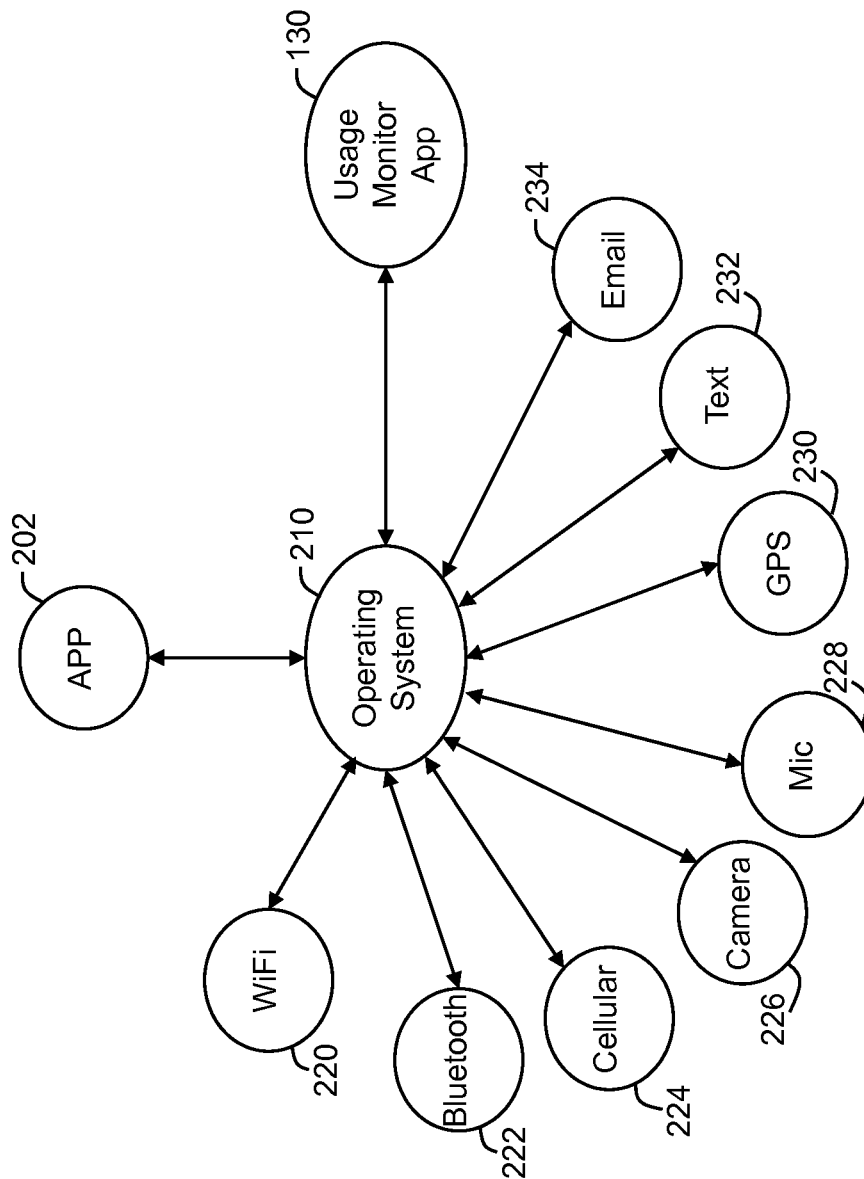 202
APP
WiFi
220
210
Operating
System
130
Usage
Monitor
App
Bluetooth
222
Cellular
224
Camera
226
Mic
228
GPS
230
Text
232
Email
234